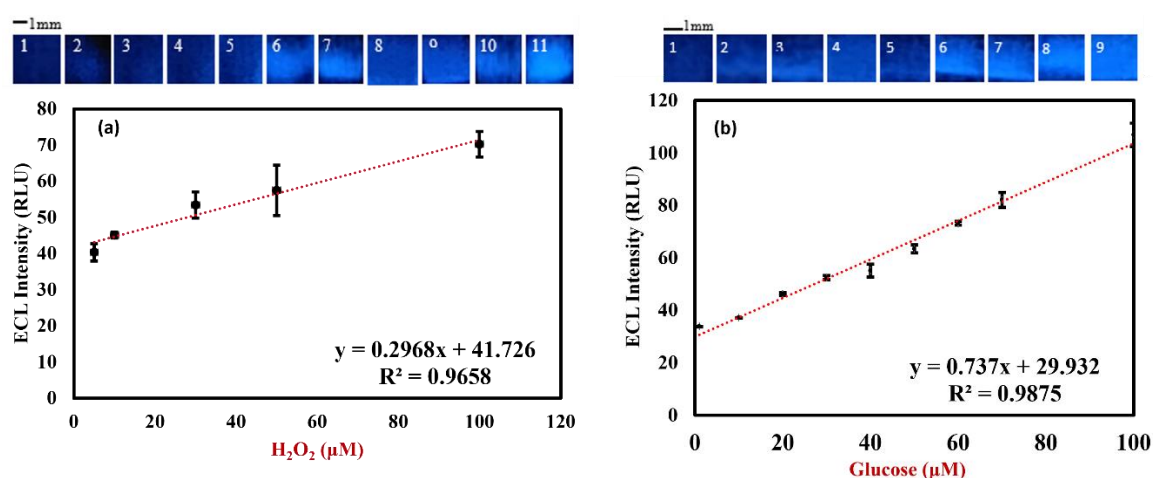 1mm
1 2 3 4 5 6 7 8 9 10 11
(a)
ECL Intensity (RLU)
80
70
60
50
40
30
20
10
0
y = 0.2968x + 41.726
R² = 0.9658
0 20 40 60 80 100 120
H₂O₂ (µM)
1mm
1 2 3 4 5 6 7 8 9
(b)
ECL Intensity (RLU)
120
100
80
60
40
20
0
y = 0.737x + 29.932
R² = 0.9875
0 20 40 60 80 100
Glucose (µM)